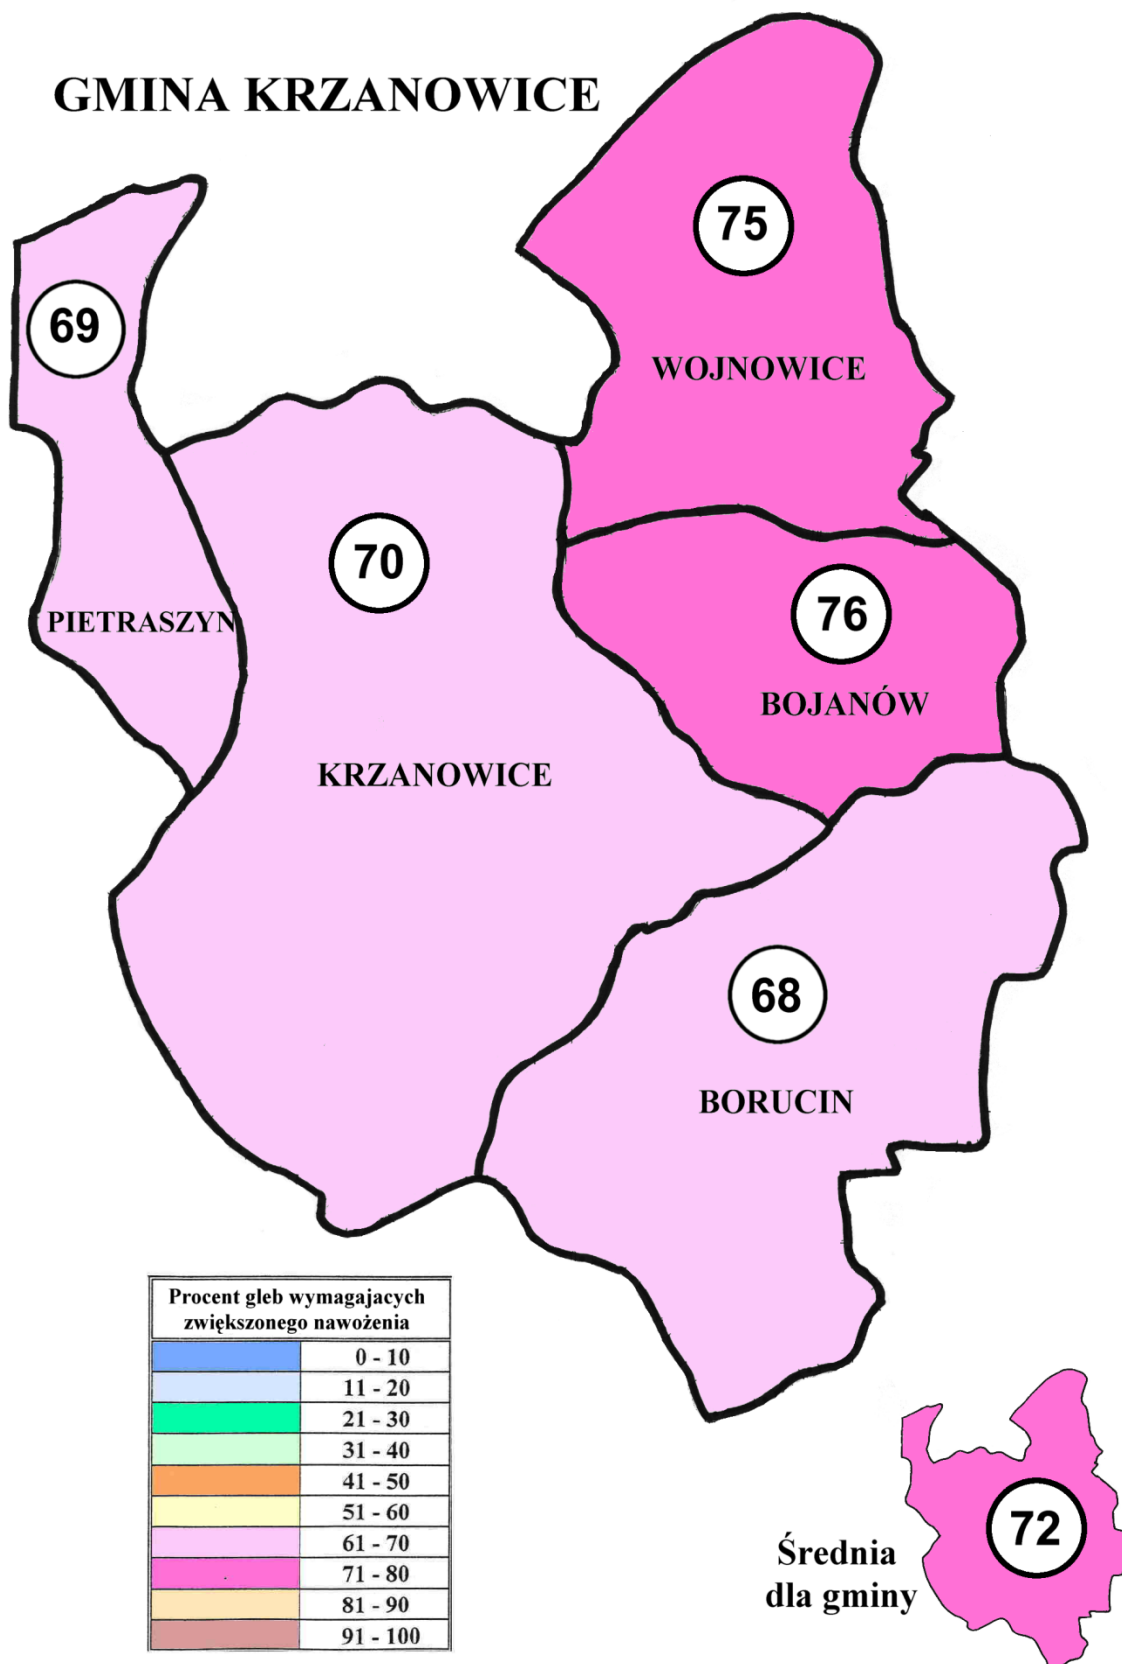 GMINA KRZANOWICE
75
69
WOJNOWICE
70
76
PIETRASZYN
BOJANÓW
KRZANOWICE
68
BORUCIN
Procent gleb wymagajacych
zwiększonego nawożenia
0 - 10
11 - 20
21 - 30
31 - 40
41 - 50
51 - 60
61 - 70
71 - 80
81 - 90
91 - 100
72
Średnia
dla gminy